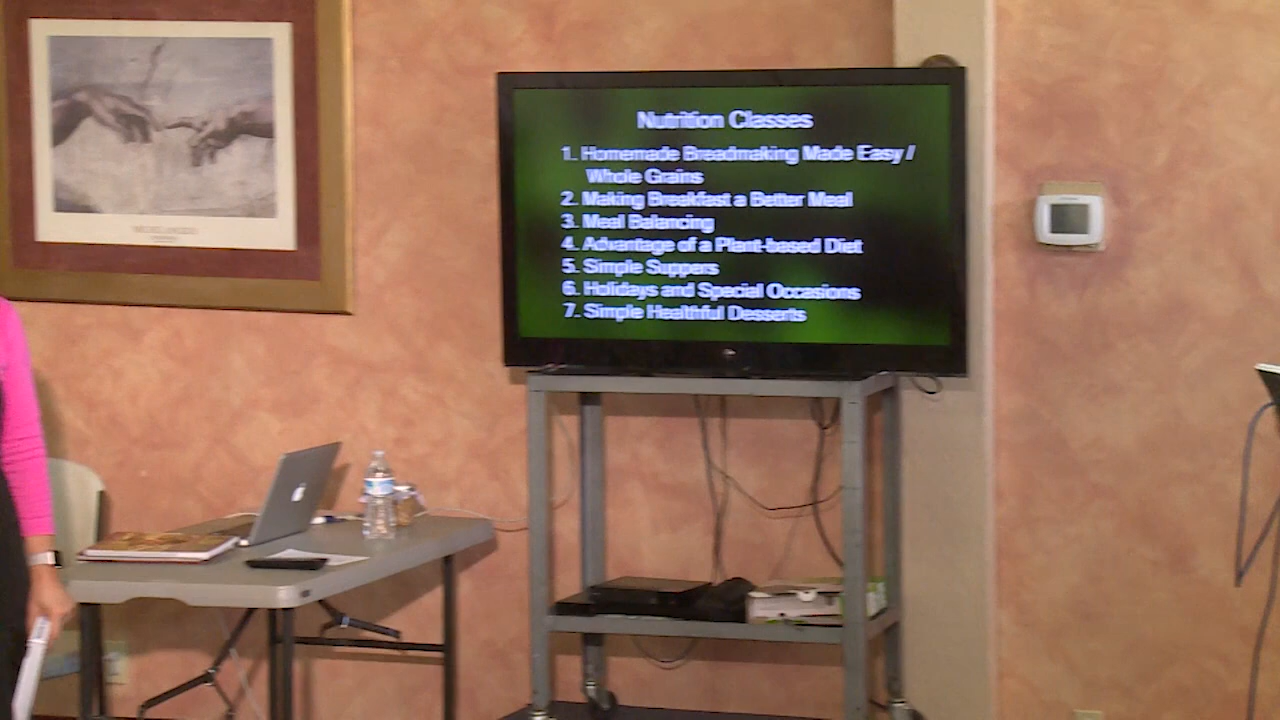 Nutrition Classes
1. Homemade Breadmaking Made Easy /
Whole Grains
2. Making Breakfast a Better Meal
3. Meal Balancing
4. Advantage of a Plant-based Diet
5. Simple Suppers
6. Holidays and Special Occasions
7. Simple Healthful Desserts